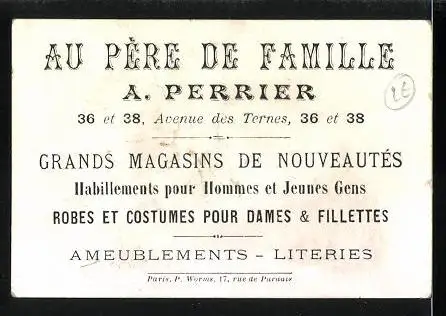 AU PÈRE DE FAMILLE
A. PERRIER
36 et 38, Avenue des Ternes, 36 et 38
GRANDS MAGASINS DE NOUVEAUTÉS
Habillements pour Hommes et Jeunes Gens
ROBES ET COSTUMES POUR DAMES & FILLETTES
AMEUBLEMENTS – LITERIES
Paris, P. Worms, 17, rue de